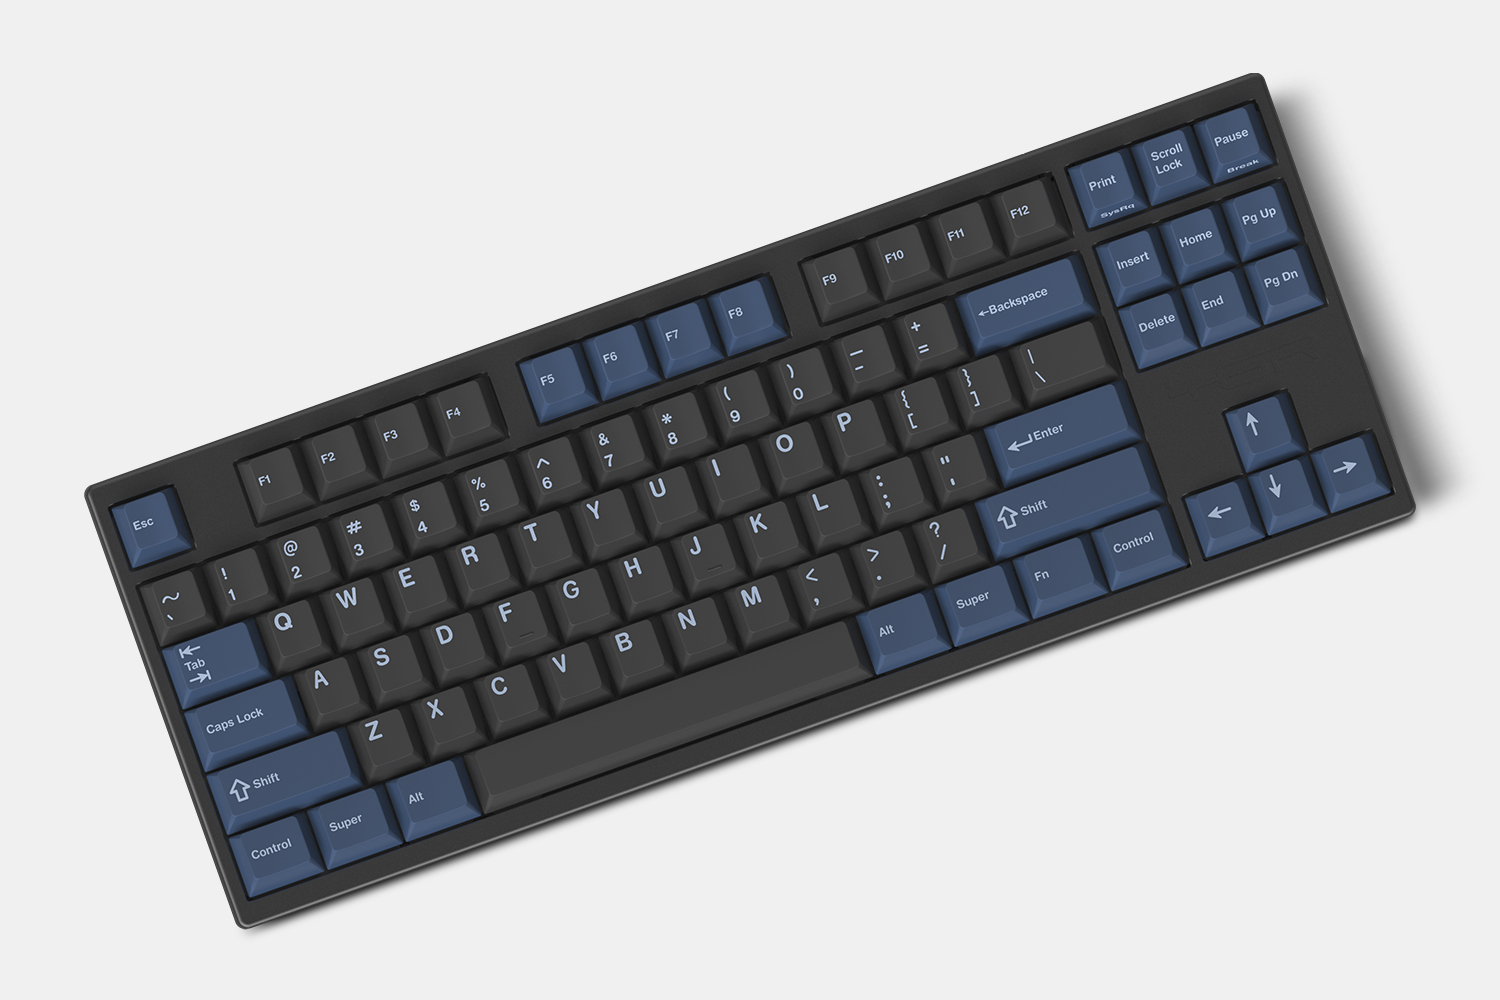 Esc F1 F2 F3 F4 F5 F6 F7 F8 F9 F10 F11 F12 Print SysRq Scroll Lock Pause Break
~ ` ! 1 @ 2 # 3 $ 4 % 5 ^ 6 & 7 * 8 ( 9 ) 0 — - + = ←Backspace Insert Home Pg Up
Tab Q W E R T Y U I O P { [ } ] | \ Delete End Pg Dn
Caps Lock A S D F G H J K L : ; " ' Enter
Shift Z X C V B N M < , > . ? / Shift ↑
Control Super Alt Alt Super Fn Control ← ↓ →